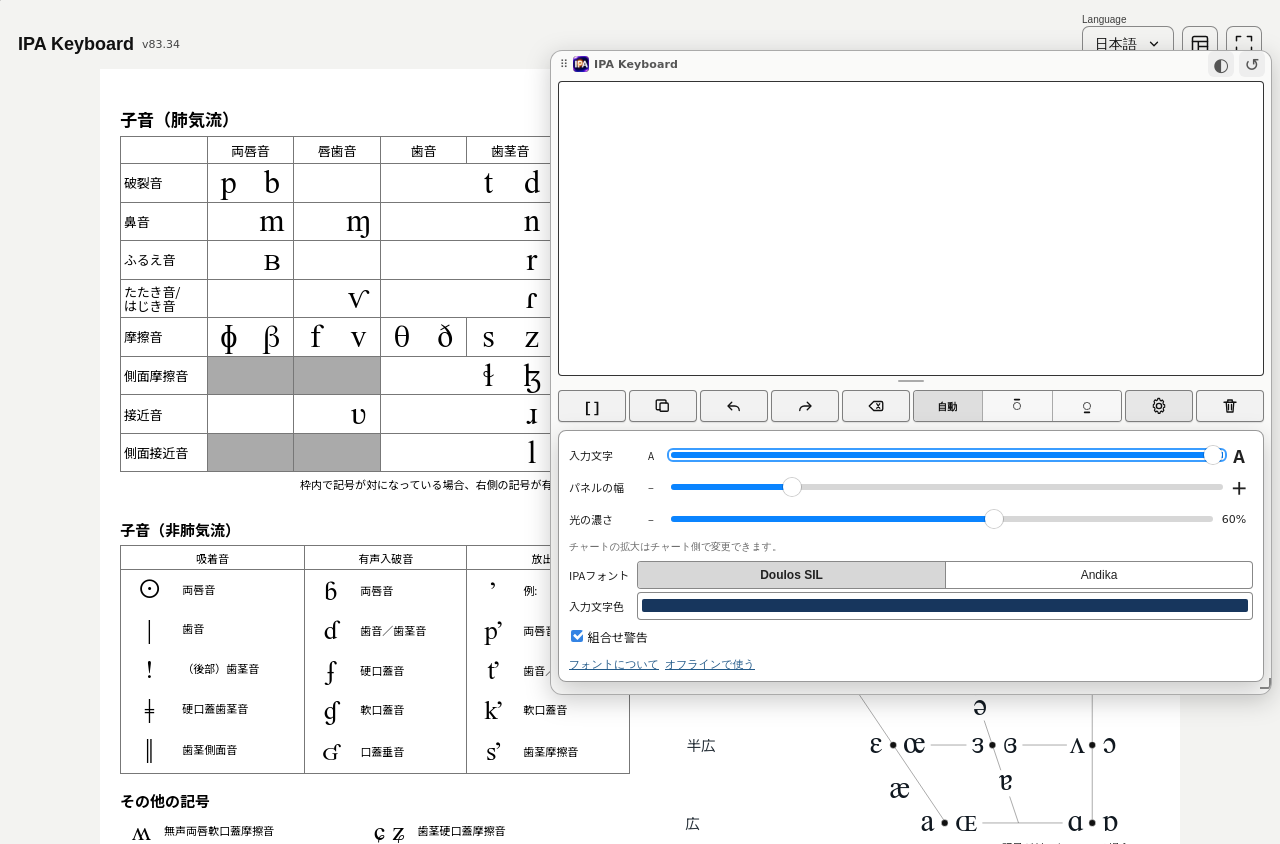 Language
IPA Keyboard v83.34
日本語
IPA Keyboard
子音（肺気流）
両唇音 唇歯音 歯音 歯茎音
破裂音 p b t d
鼻音 m ɱ n
ふるえ音 ʙ r
たたき音/
はじき音 ⱱ ɾ
摩擦音 ɸ β f v θ ð s z
側面摩擦音 ɬ ɮ
接近音 ʋ ɹ
側面接近音 l
枠内で記号が対になっている場合、右側の記号が有
[ ] 自動
入力文字 A A
パネルの幅 − ＋
光の濃さ − 60%
チャートの拡大はチャート側で変更できます。
IPAフォント Doulos SIL Andika
入力文字色
組合せ警告
フォントについて オフラインで使う
子音（非肺気流）
吸着音 有声入破音 放出
ʘ 両唇音 ɓ 両唇音 ʼ 例:
ǀ 歯音 ɗ 歯音／歯茎音 pʼ 両唇音
ǃ （後部）歯茎音 ʄ 硬口蓋音 tʼ 歯音／
ǂ 硬口蓋歯茎音 ɠ 軟口蓋音 kʼ 軟口蓋音
ǁ 歯茎側面音 ʛ 口蓋垂音 sʼ 歯茎摩擦音
その他の記号
ʍ 無声両唇軟口蓋摩擦音 ɕ ʑ 歯茎硬口蓋摩擦音
ə
半広 ɛ œ ɜ ɞ ʌ ɔ
æ ɐ
広 a ɶ ɑ ɒ